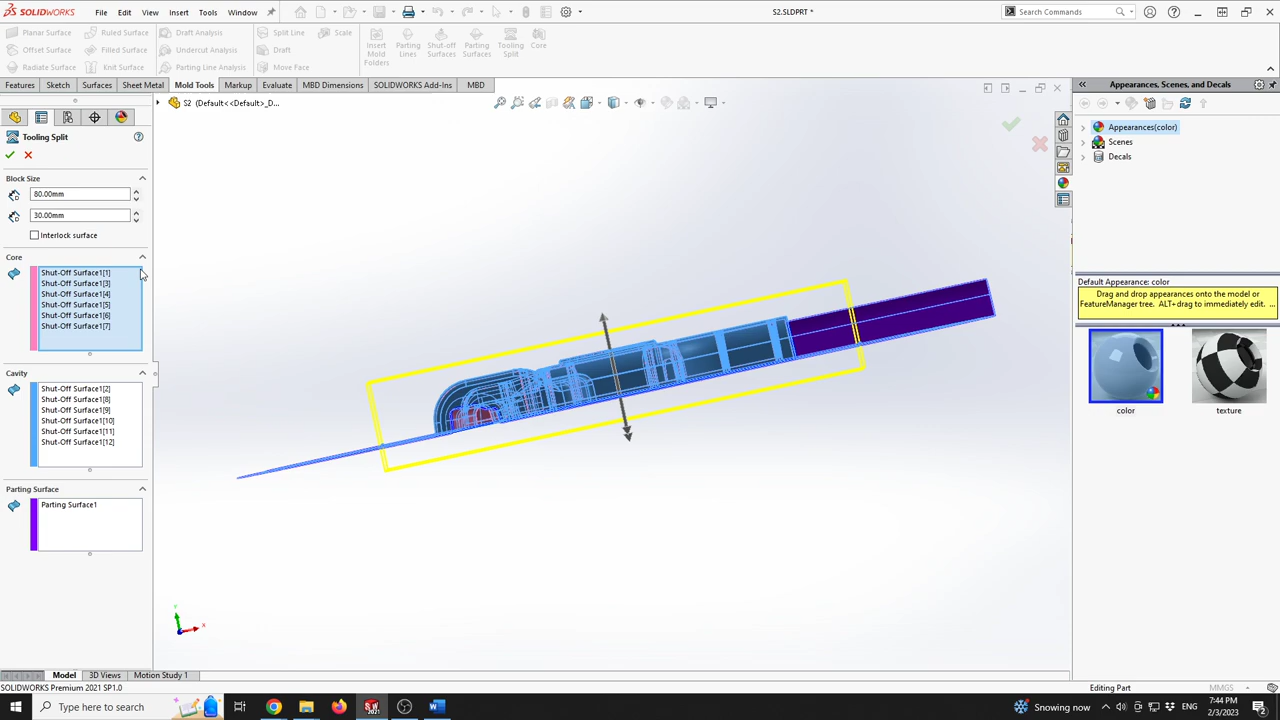 SOLIDWORKS File Edit View Insert Tools Window S2.SLDPRT * Search Commands
Planar Surface Ruled Surface Draft Analysis Split Line Scale
Offset Surface Filled Surface Undercut Analysis Draft
Radiate Surface Knit Surface Parting Line Analysis Move Face
Insert Mold Folders Parting Lines Shut-off Surfaces Parting Surfaces Tooling Split Core
Features Sketch Surfaces Sheet Metal Mold Tools Markup Evaluate MBD Dimensions SOLIDWORKS Add-Ins MBD
Appearances, Scenes, and Decals
S2 (Default<<Default>_D...
Tooling Split
Block Size
80.00mm
30.00mm
Interlock surface
Core
Shut-Off Surface1[1]
Shut-Off Surface1[3]
Shut-Off Surface1[4]
Shut-Off Surface1[5]
Shut-Off Surface1[6]
Shut-Off Surface1[7]
Cavity
Shut-Off Surface1[2]
Shut-Off Surface1[8]
Shut-Off Surface1[9]
Shut-Off Surface1[10]
Shut-Off Surface1[11]
Shut-Off Surface1[12]
Parting Surface
Parting Surface1
Y
X
Appearances(color)
Scenes
Decals
Default Appearance: color
Drag and drop appearances onto the model or
FeatureManager tree. ALT+drag to immediately edit.
color texture
Model 3D Views Motion Study 1
SOLIDWORKS Premium 2021 SP1.0 Editing Part MMGS
Type here to search Snowing now 7:44 PM
2/3/2023